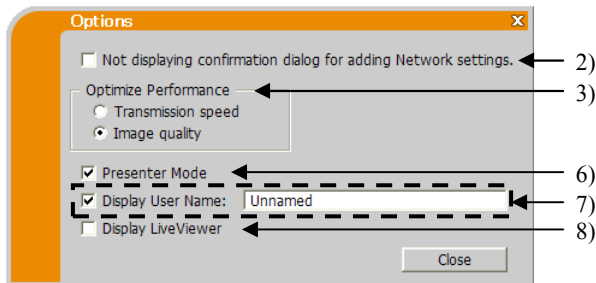 Options
Not displaying confirmation dialog for adding Network settings. 2)
Optimize Performance 3)
Transmission speed
Image quality
Presenter Mode 6)
Display User Name: Unnamed 7)
Display LiveViewer 8)
Close